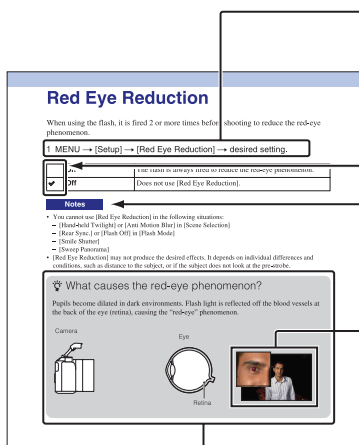 Red Eye Reduction
When using the flash, it is fired 2 or more times before shooting to reduce the red-eye
phenomenon.
1 MENU → [Setup] → [Red Eye Reduction] → desired setting.
The flash is always fired to reduce the red-eye phenomenon.
✔ Off Does not use [Red Eye Reduction].
Notes
• You cannot use [Red Eye Reduction] in the following situations:
– [Hand-held Twilight] or [Anti Motion Blur] in [Scene Selection]
– [Rear Sync.] or [Flash Off] in [Flash Mode]
– [Smile Shutter]
– [Sweep Panorama]
• [Red Eye Reduction] may not produce the desired effects. It depends on individual differences and
conditions, such as distance to the subject, or if the subject does not look at the pre-strobe.
What causes the red-eye phenomenon?
Pupils become dilated in dark environments. Flash light is reflected off the blood vessels at
the back of the eye (retina), causing the "red-eye" phenomenon.
Camera
Eye
Retina